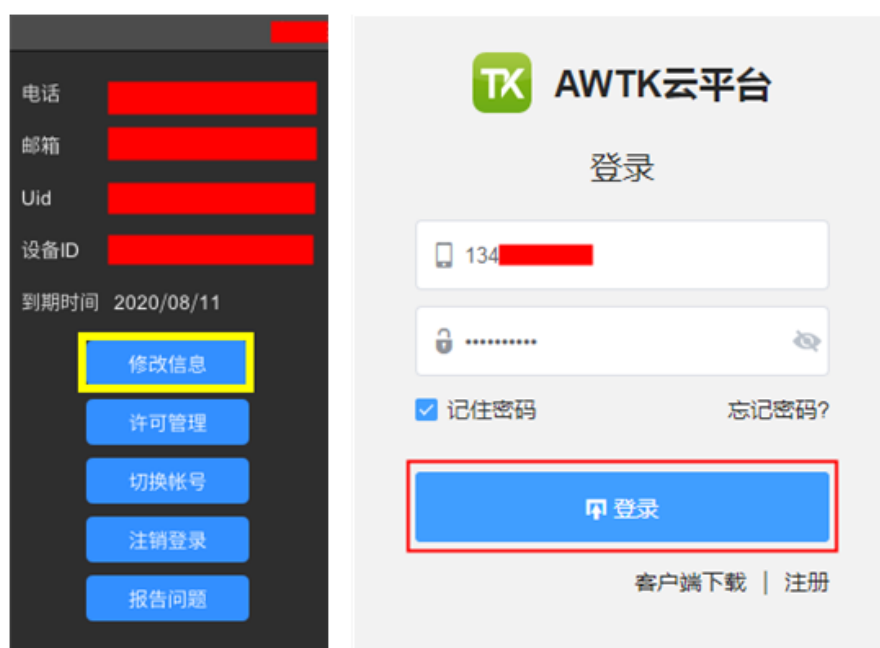 电话
邮箱
Uid
设备ID
到期时间 2020/08/11
修改信息
许可管理
切换帐号
注销登录
报告问题
TK AWTK云平台
登录
134
••••••••••
记住密码 忘记密码?
登录
客户端下载 | 注册